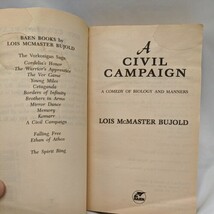 BAEN BOOKS by
LOIS MCMASTER BUJOLD
The Vorkosigan Saga:
Cordelia's Honor
The Warrior's Apprentice
The Vor Game
Young Miles
Cetaganda
Borders of Infinity
Brothers in Arms
Mirror Dance
Memory
Komarr
A Civil Campaign
Falling Free
Ethan of Athos
The Spirit Ring
A
CIVIL
CAMPAIGN
A COMEDY OF BIOLOGY AND MANNERS
LOIS McMASTER BUJOLD